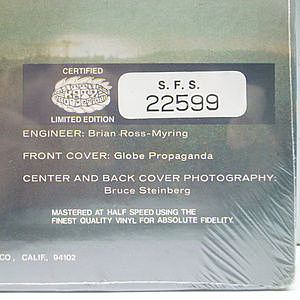 CERTIFIED
LIMITED EDITION
S. F. S.
22599
ENGINEER: Brian Ross-Myring
FRONT COVER: Globe Propaganda
CENTER AND BACK COVER PHOTOGRAPHY:
Bruce Steinberg
MASTERED AT HALF SPEED USING THE
FINEST QUALITY VINYL FOR ABSOLUTE FIDELITY.
CO., CALIF., 94102